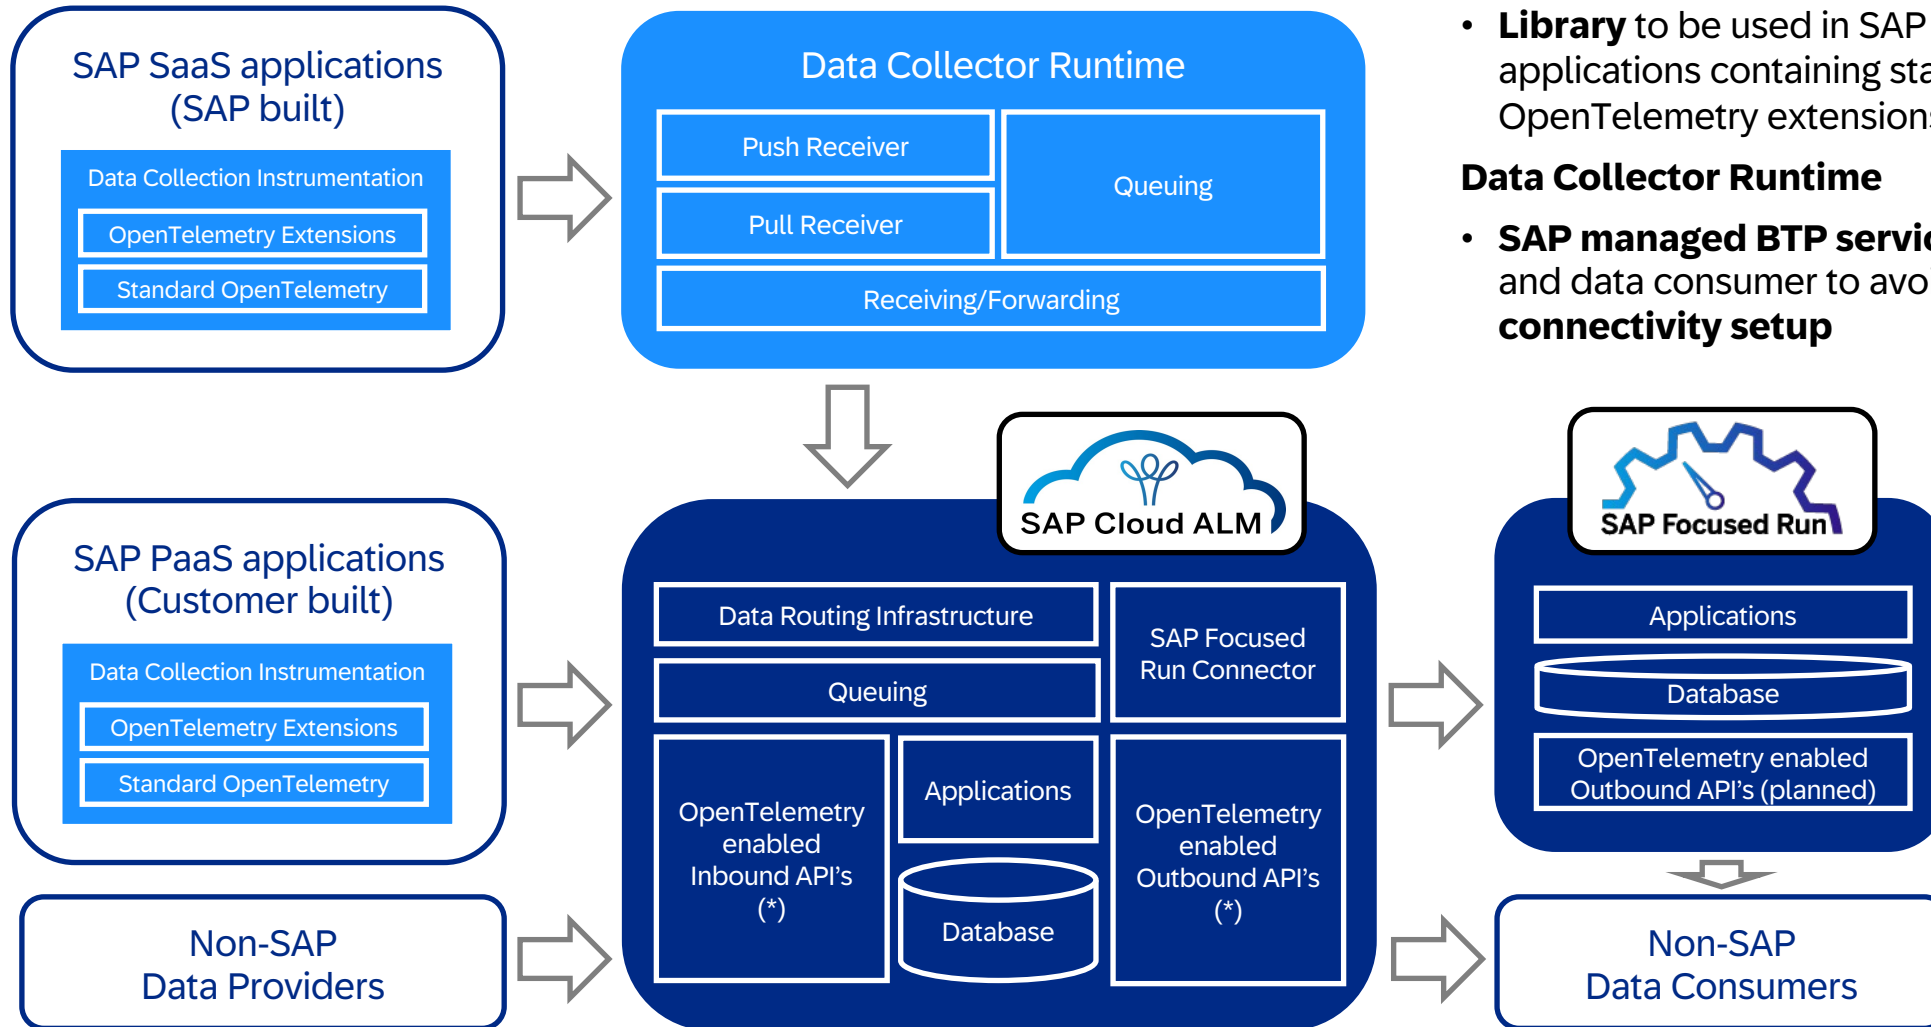 SAP SaaS applications
(SAP built)
Data Collection Instrumentation
OpenTelemetry Extensions
Standard OpenTelemetry
Data Collector Runtime
Push Receiver
Pull Receiver
Queuing
Receiving/Forwarding
• Library to be used in SAP
applications containing
OpenTelemetry
Data Collector Runtime
• SAP managed BTP
and data consumer to
connectivity setup
SAP PaaS applications
(Customer built)
Data Collection Instrumentation
OpenTelemetry Extensions
Standard OpenTelemetry
Non-SAP
Data Providers
SAP Cloud ALM
Data Routing Infrastructure
Queuing
SAP Focused
Run Connector
OpenTelemetry
enabled
Inbound API's
(*)
Applications
Database
OpenTelemetry
enabled
Outbound API's
(*)
SAP Focused Run
Applications
Database
OpenTelemetry enabled
Outbound API's (planned)
Non-SAP
Data Consumers